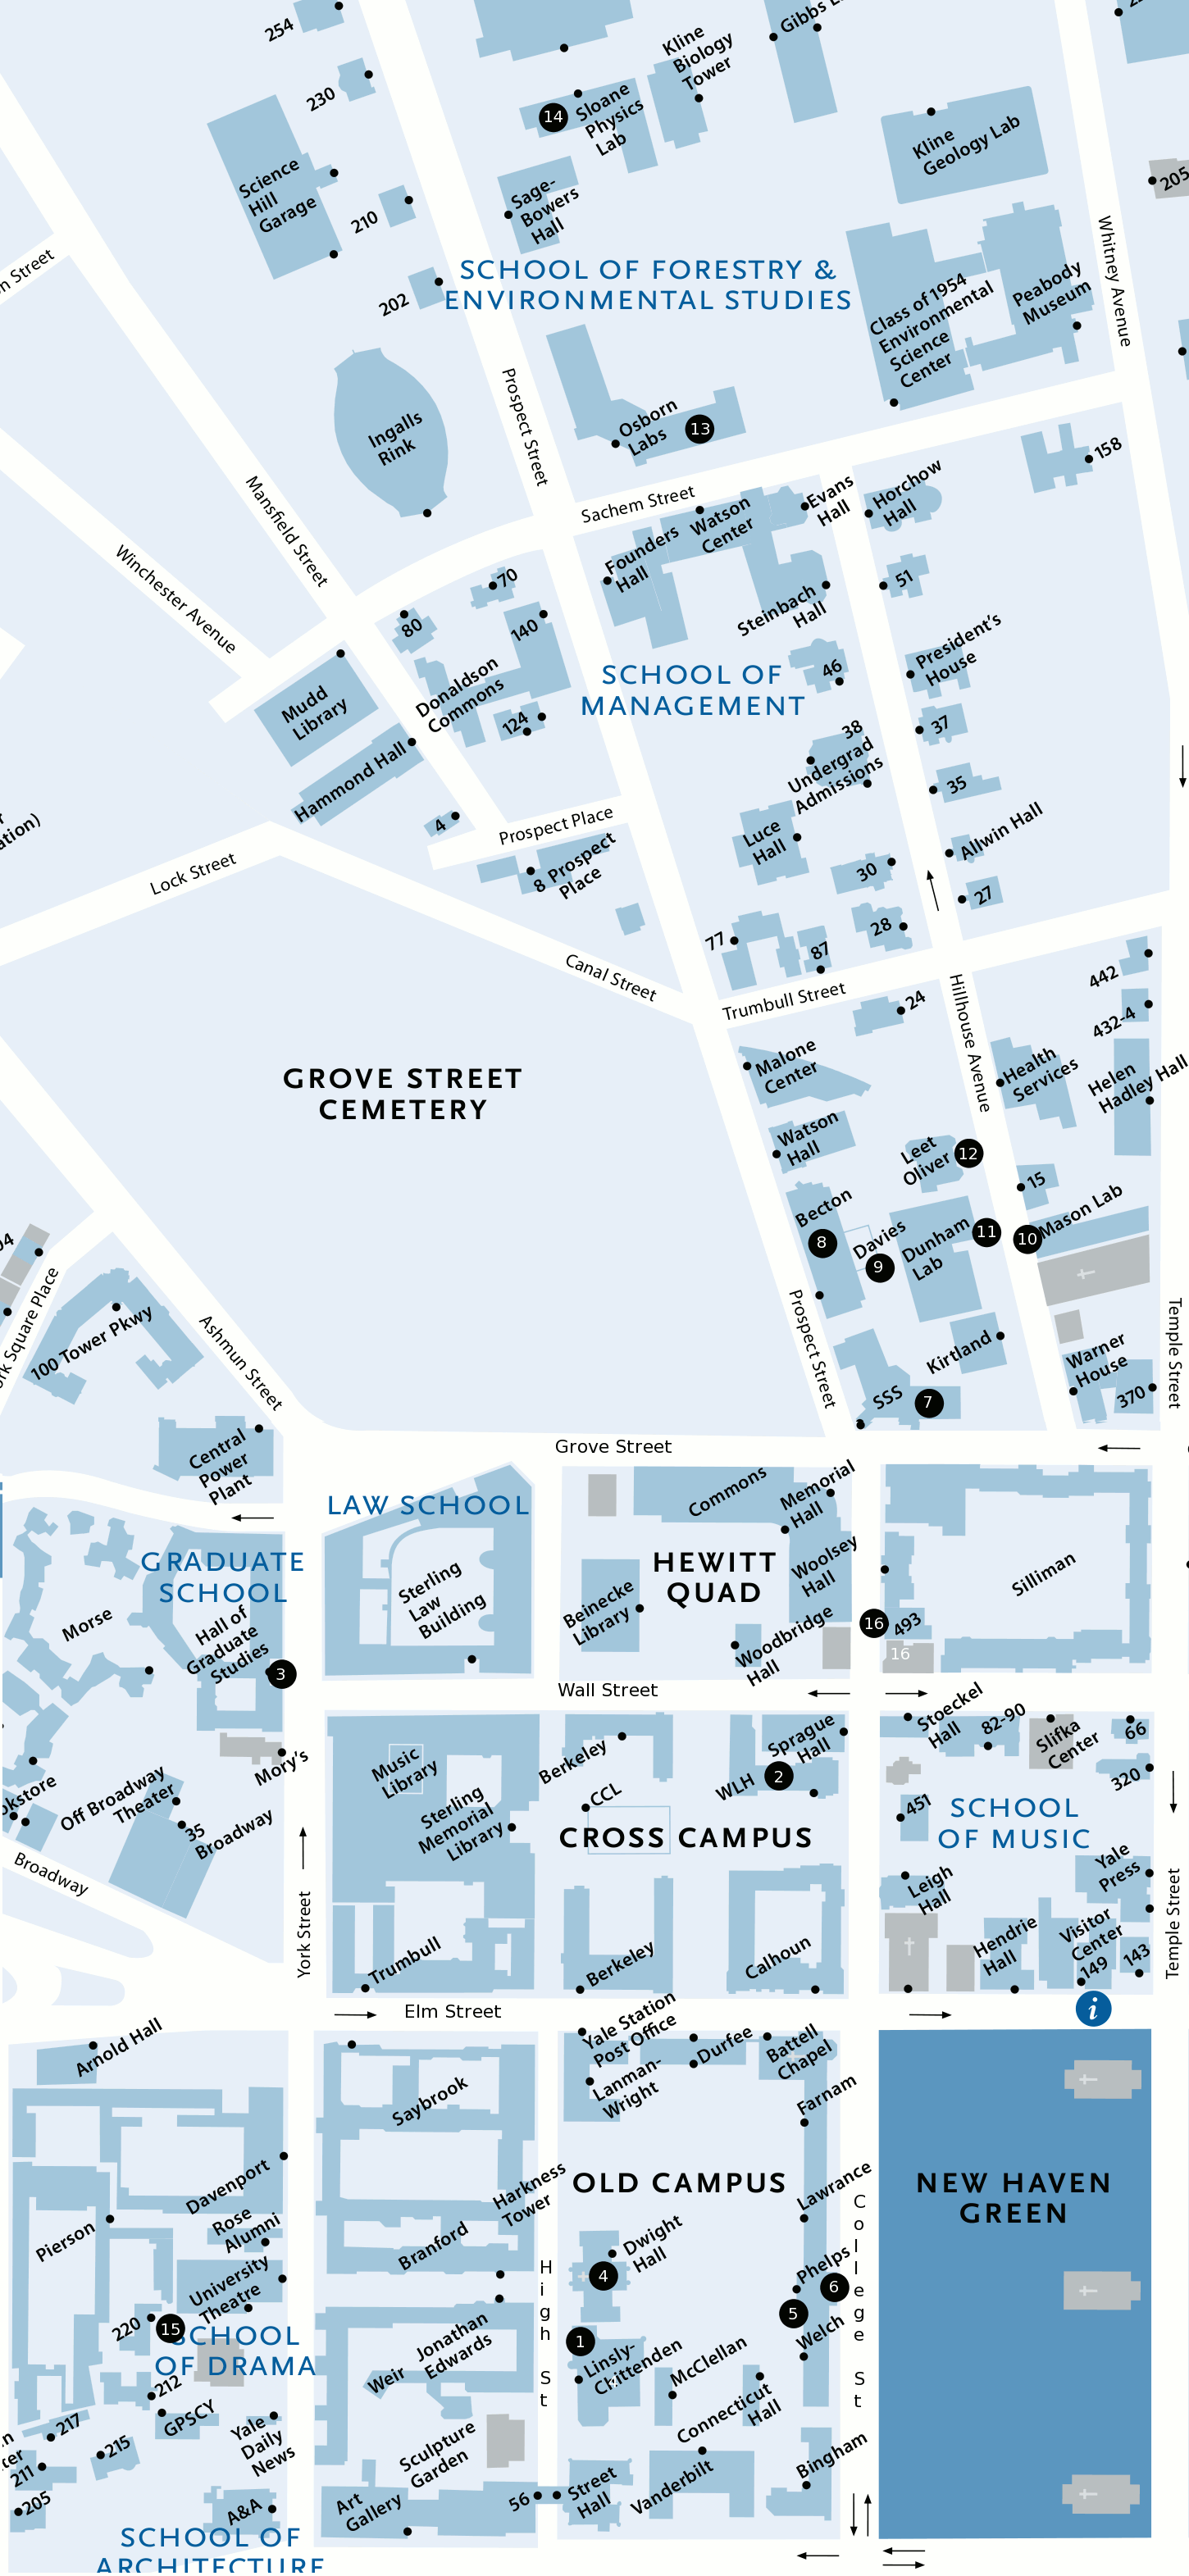 254
Gibbs
Kline
Biology
Tower
230
14
Sloane
Physics
Lab
Kline
Geology Lab
Science
Hill
Garage
205
Sage-
Bowers
Hall
210
Whitney Avenue
Street
SCHOOL OF FORESTRY &
ENVIRONMENTAL STUDIES
202
Class of 1954
Environmental
Science
Center
Peabody
Museum
Prospect Street
Ingalls
Rink
Osborn
Labs
13
158
Mansfield Street
Sachem Street
Watson
Center
Evans
Hall
Horchow
Hall
Founders
Hall
Winchester Avenue
70
51
80
140
Steinbach
Hall
President's
House
Donaldson
Commons
SCHOOL OF
MANAGEMENT
46
Mudd
Library
124
37
38
Undergrad
Admissions
Hammond Hall
35
4
Prospect Place
Luce
Hall
Allwin Hall
8 Prospect
Place
Lock Street
30
27
28
77
87
Canal Street
Trumbull Street
442
24
432-4
Hillhouse Avenue
GROVE STREET
CEMETERY
Malone
Center
Health
Services
Helen
Hadley Hall
Watson
Hall
Leet
Oliver
12
15
Becton
8
Davies
9
Dunham
Lab
11
10
Mason Lab
Prospect Street
Temple Street
100 Tower Pkwy
Ashmun Street
Square Place
Kirtland
Warner
House
370
SSS
7
Central
Power
Plant
Grove Street
LAW SCHOOL
Commons
Memorial
Hall
GRADUATE
SCHOOL
HEWITT
QUAD
Woolsey
Hall
Sterling
Law
Building
Beinecke
Library
Silliman
Morse
Hall of
Graduate
Studies
3
Woodbridge
Hall
16
493
16
Wall Street
Stoeckel
Hall
82-90
Slifka
Center
66
Mory's
Music
Library
Berkeley
Sprague
Hall
WLH
2
320
Off Broadway
Theater
CCL
451
SCHOOL
OF MUSIC
35
Broadway
Sterling
Memorial
Library
CROSS CAMPUS
Broadway
Leigh
Hall
Yale
Press
York Street
Trumbull
Berkeley
Calhoun
Hendrie
Hall
Visitor
Center
149
143
Temple Street
Elm Street
i
Arnold Hall
Yale Station
Post Office
Durfee
Battell
Chapel
Saybrook
Lanman-
Wright
Farnam
Davenport
Harkness
Tower
OLD CAMPUS
Lawrance
NEW HAVEN
GREEN
Rose
Alumni
Pierson
Branford
Dwight
Hall
4
College St
High St
University
Theatre
Phelps
6
5
220
15
SCHOOL
OF DRAMA
Jonathan
Edwards
1
Linsly-
Chittenden
Welch
McClellan
Weir
212
GPSCY
Connecticut
Hall
217
Yale
Daily
News
215
Sculpture
Garden
211
Bingham
Vanderbilt
205
A&A
Art
Gallery
56
Street
Hall
SCHOOL OF
ARCHITECTURE